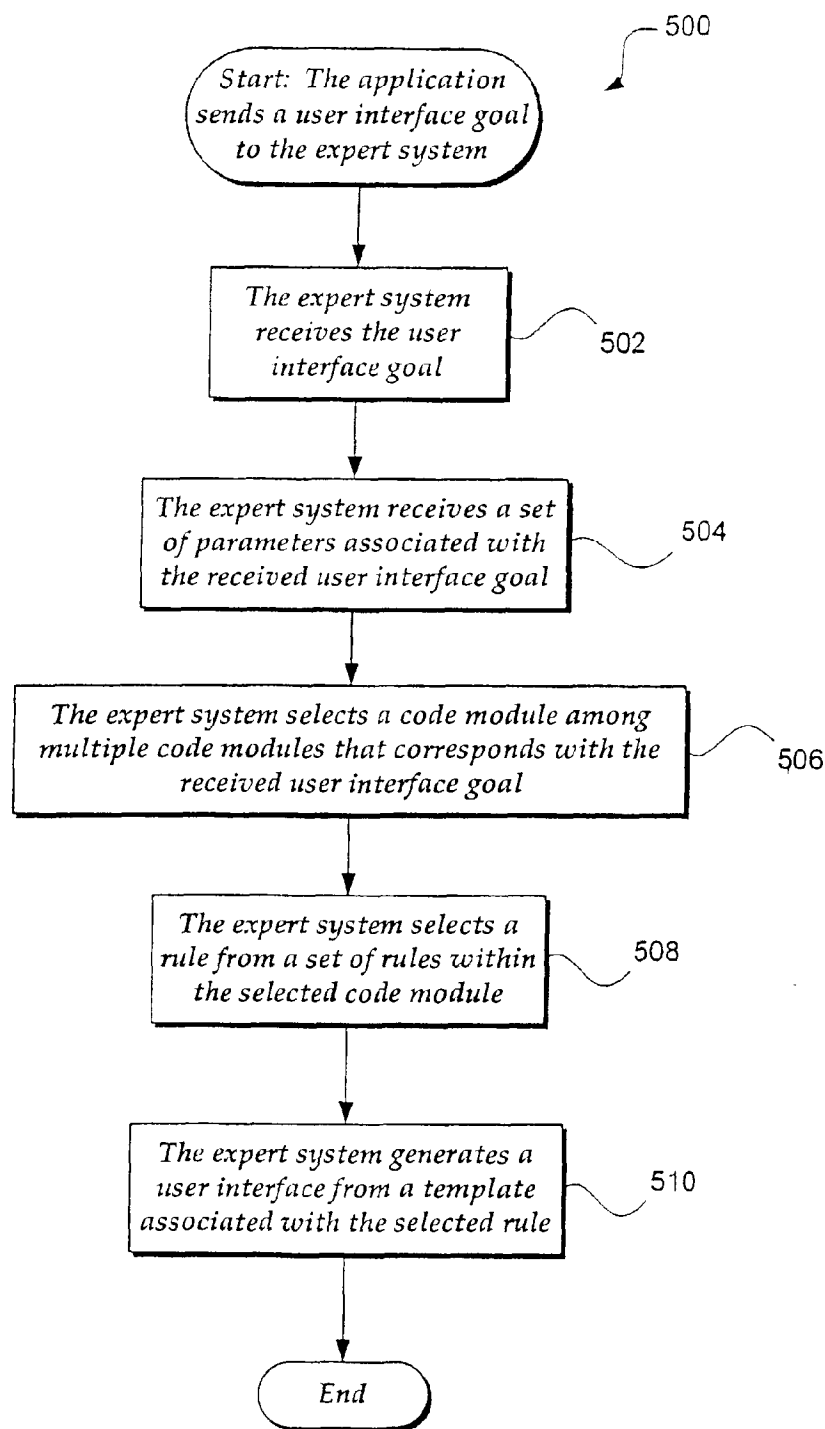 500
Start: The application
sends a user interface goal
to the expert system
The expert system
receives the user
interface goal
502
The expert system receives a set
of parameters associated with
the received user interface goal
504
The expert system selects a code module among
multiple code modules that corresponds with the
received user interface goal
506
The expert system selects a
rule from a set of rules within
the selected code module
508
The expert system generates a
user interface from a template
associated with the selected rule
510
End